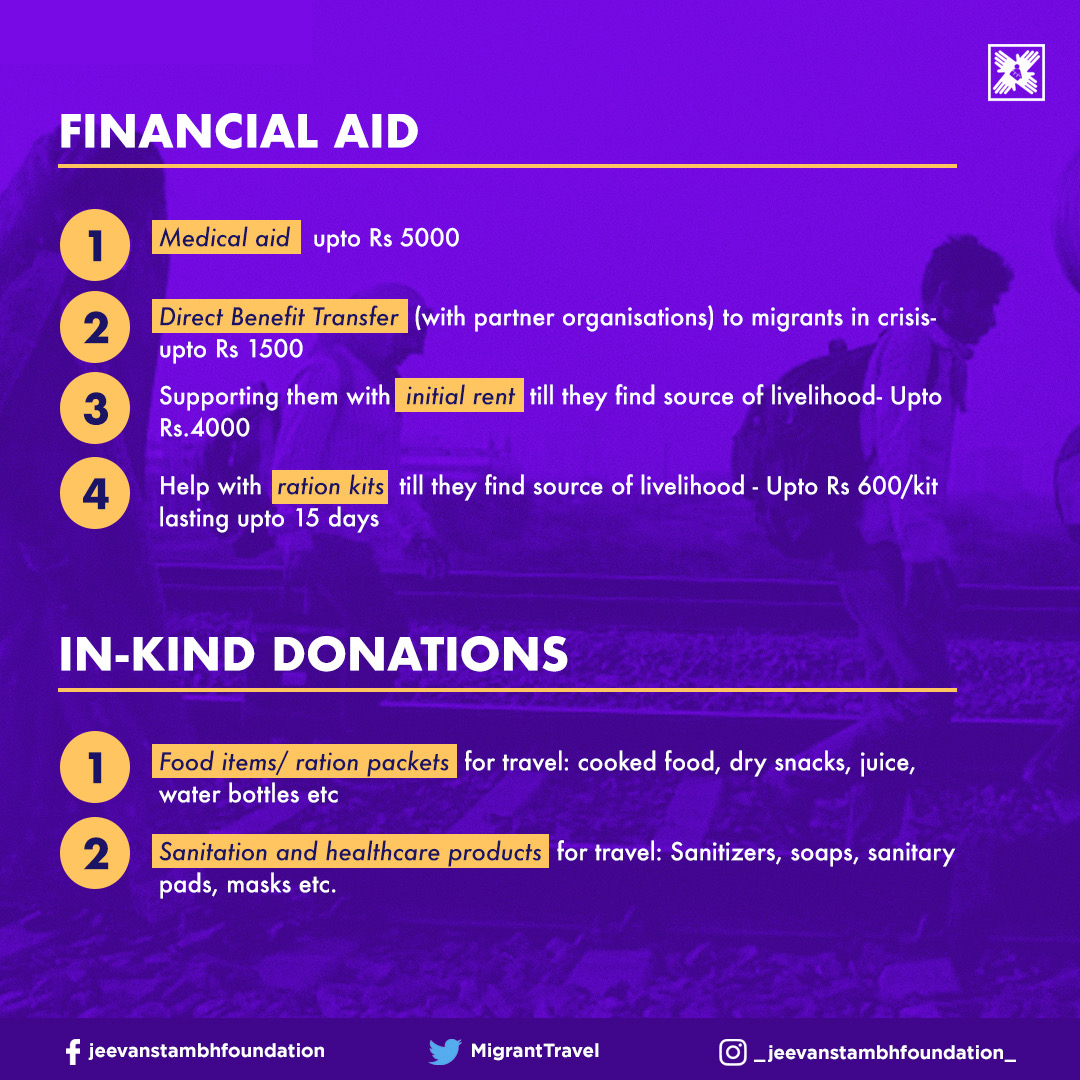 FINANCIAL AID
1
Medical aid upto Rs 5000
2
Direct Benefit Transfer (with partner organisations) to migrants in crisis-
upto Rs 1500
3
Supporting them with initial rent till they find source of livelihood- Upto
Rs.4000
4
Help with ration kits till they find source of livelihood - Upto Rs 600/kit
lasting upto 15 days
IN-KIND DONATIONS
1
Food items/ ration packets for travel: cooked food, dry snacks, juice,
water bottles etc
2
Sanitation and healthcare products for travel: Sanitizers, soaps, sanitary
pads, masks etc.
jeevanstambhfoundation MigrantTravel _jeevanstambhfoundation_